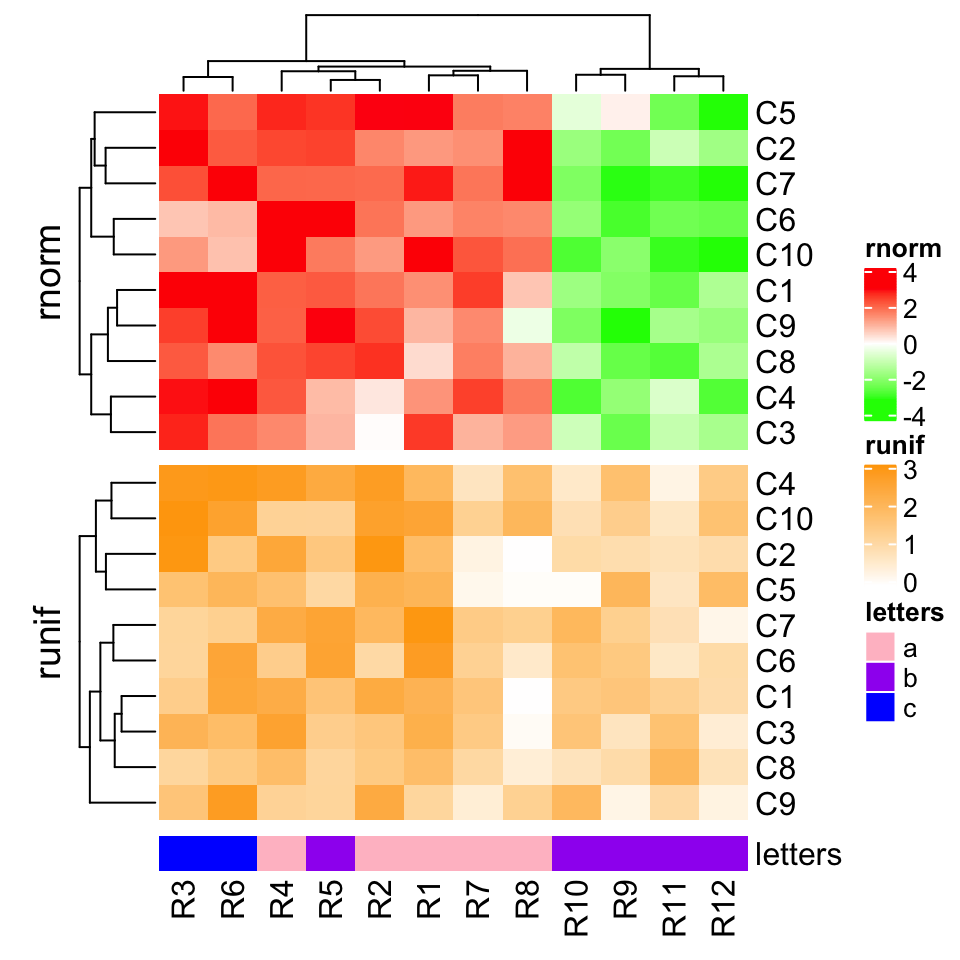 rnorm
C5
C2
C7
C6
C10
C1
C9
C8
C4
C3
runif
C4
C10
C2
C5
C7
C6
C1
C3
C8
C9
letters
R3 R6 R4 R5 R2 R1 R7 R8 R10 R9 R11 R12
rnorm
4
2
0
-2
-4
runif
3
2
1
0
letters
a
b
c